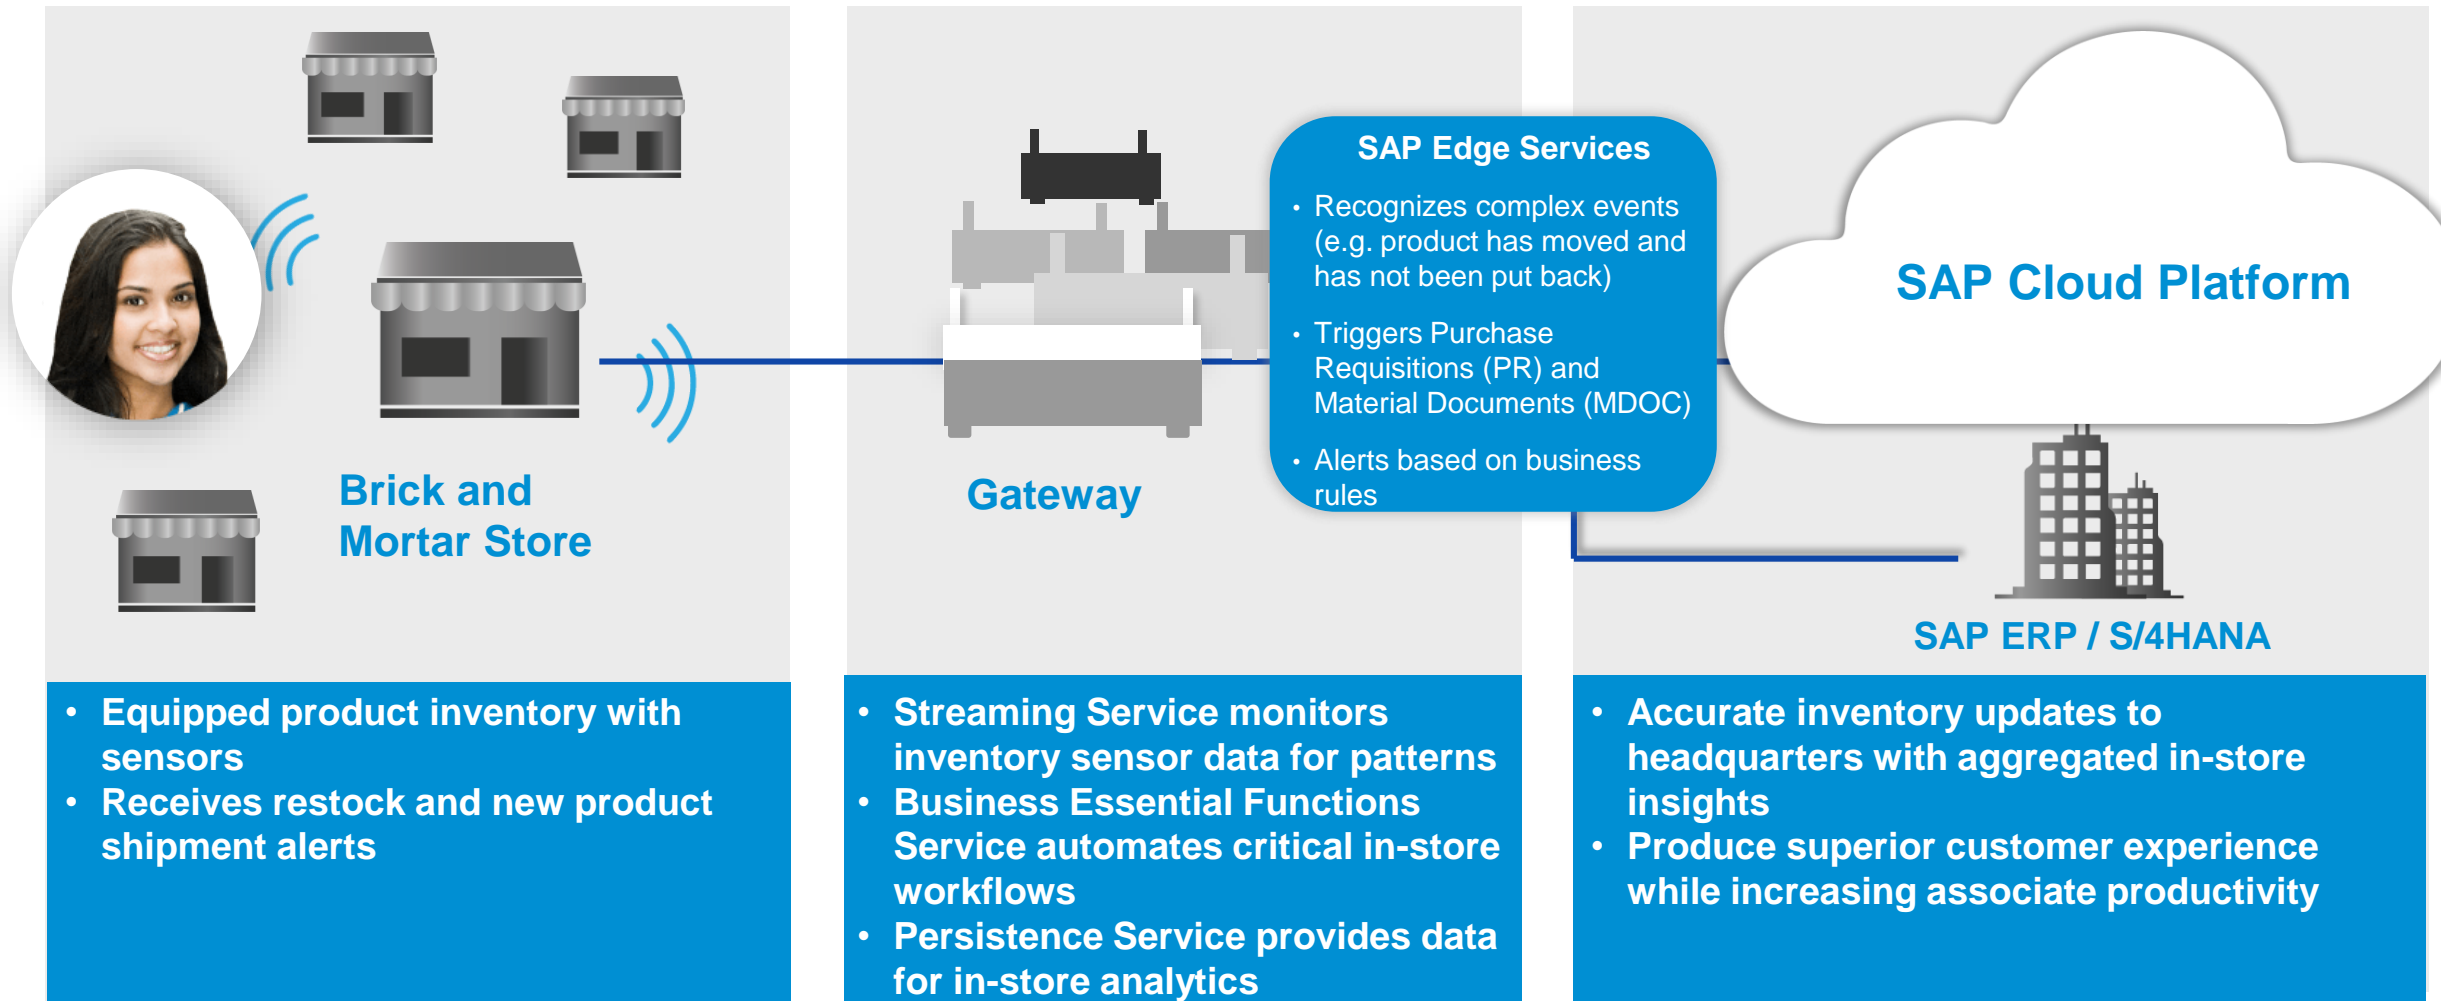 SAP Edge Services
• Recognizes complex events
(e.g. product has moved and
has not been put back)
• Triggers Purchase
Requisitions (PR) and
Material Documents (MDOC)
• Alerts based on business
rules
SAP Cloud Platform
Brick and
Mortar Store
Gateway
SAP ERP / S/4HANA
• Equipped product inventory with
sensors
• Receives restock and new product
shipment alerts
• Streaming Service monitors
inventory sensor data for patterns
• Business Essential Functions
Service automates critical in-store
workflows
• Persistence Service provides data
for in-store analytics
• Accurate inventory updates to
headquarters with aggregated in-store
insights
• Produce superior customer experience
while increasing associate productivity